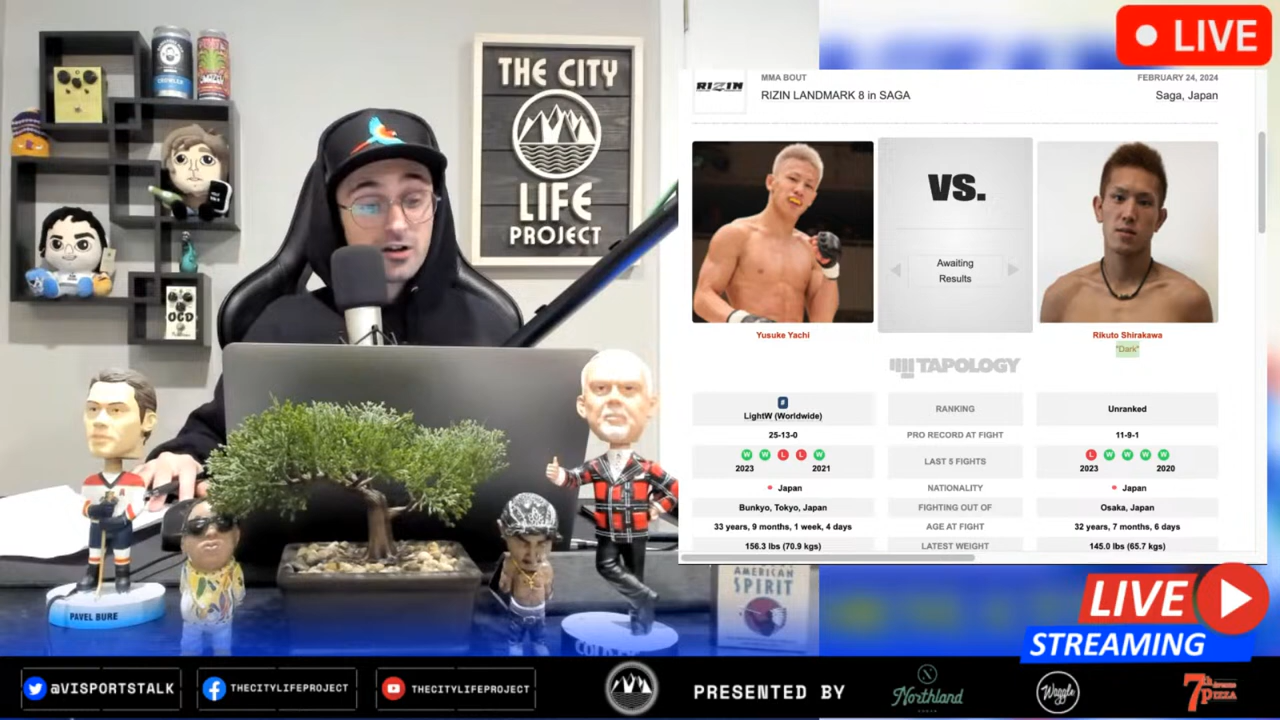 LIVE
THE CITY
LIFE
PROJECT
OCD
RIZIN
MMA BOUT
FEBRUARY 24, 2024
RIZIN LANDMARK 8 in SAGA
Saga, Japan
VS.
Awaiting
Results
Yusuke Yachi
Rikuto Shirakawa
"Dark"
TAPOLOGY
LightW (Worldwide)
RANKING
Unranked
25-13-0
PRO RECORD AT FIGHT
11-9-1
W W L L W
LAST 5 FIGHTS
L W W W W
2023
2021
2023
2020
Japan
NATIONALITY
Japan
Bunkyo, Tokyo, Japan
FIGHTING OUT OF
Osaka, Japan
33 years, 9 months, 1 week, 4 days
AGE AT FIGHT
32 years, 7 months, 6 days
156.3 lbs (70.9 kgs)
LATEST WEIGHT
145.0 lbs (65.7 kgs)
AMERICAN
SPIRIT
PAVEL BURE
LIVE
STREAMING
@VISPORTSTALK
THECITYLIFEPROJECT
THECITYLIFEPROJECT
PRESENTED BY
Northland
Waggle
PIZZA